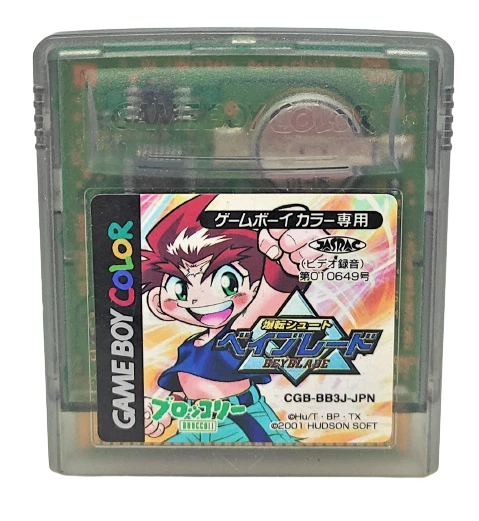 GAME BOY COLOR
GAME BOY COLOR
ゲームボーイカラー専用
JASRAC
(ビデオ録音)
第010649号
爆転シュート
ベイブレード
BEYBLADE
CGB-BB3J-JPN
ブロッコリー
BROCCOLI
©Hu/T・BP・TX
©2001 HUDSON SOFT